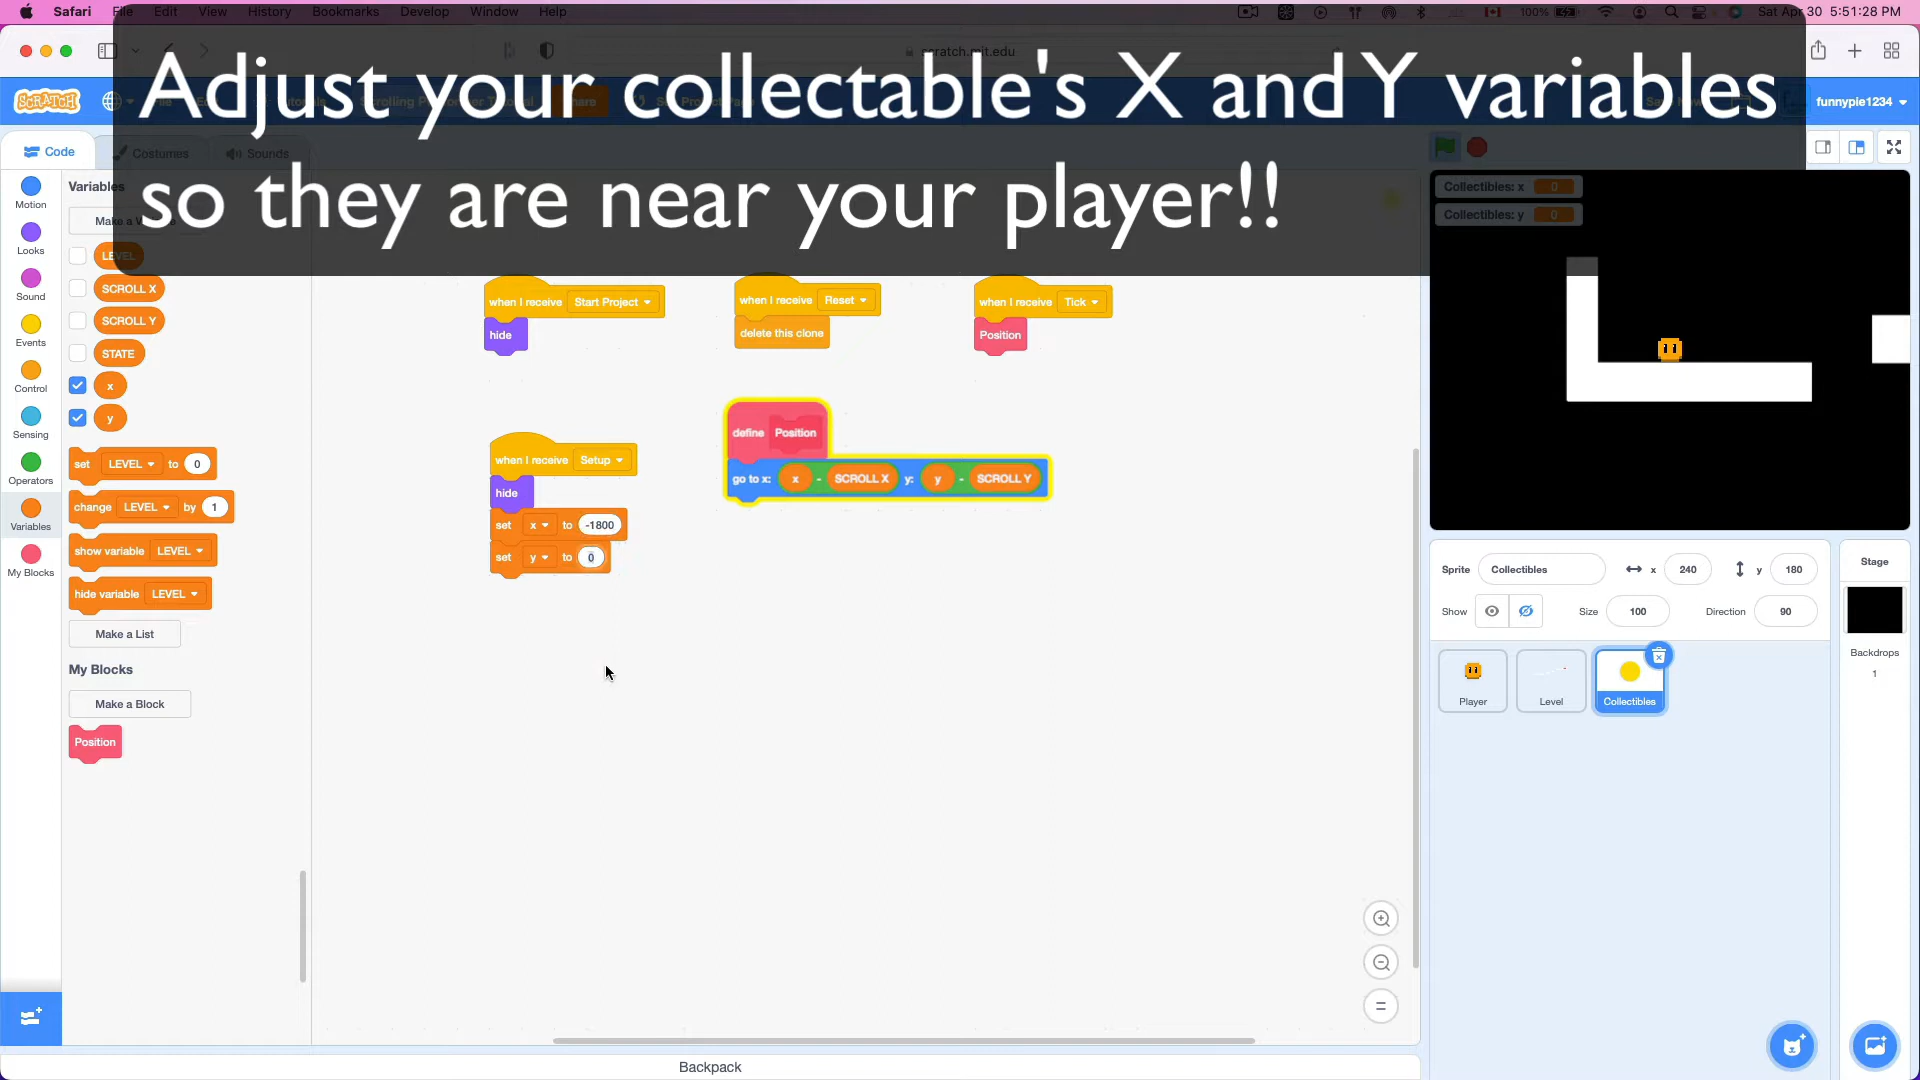 Safari File Edit View History Bookmarks Develop Window Help 100% Sat Apr 30 5:51:28 PM
scratch.mit.edu
Adjust your collectable's X and Y variables
so they are near your player!!
SCRATCH
funnypie1234
Code Costumes Sounds
Motion
Looks
Sound
Events
Control
Sensing
Operators
Variables
My Blocks
Variables
LEVEL
SCROLL X
SCROLL Y
STATE
x
y
set LEVEL to 0
change LEVEL by 1
show variable LEVEL
hide variable LEVEL
Make a List
My Blocks
Make a Block
Position
when I receive Start Project
hide
when I receive Reset
delete this clone
when I receive Tick
Position
when I receive Setup
hide
set x to -1800
set y to 0
define Position
go to x: x - SCROLL X y: y - SCROLL Y
Collectibles: x 0
Collectibles: y 0
Sprite Collectibles x 240 y 180
Show Size 100 Direction 90
Player
Level
Collectibles
Stage
Backdrops
1
Backpack